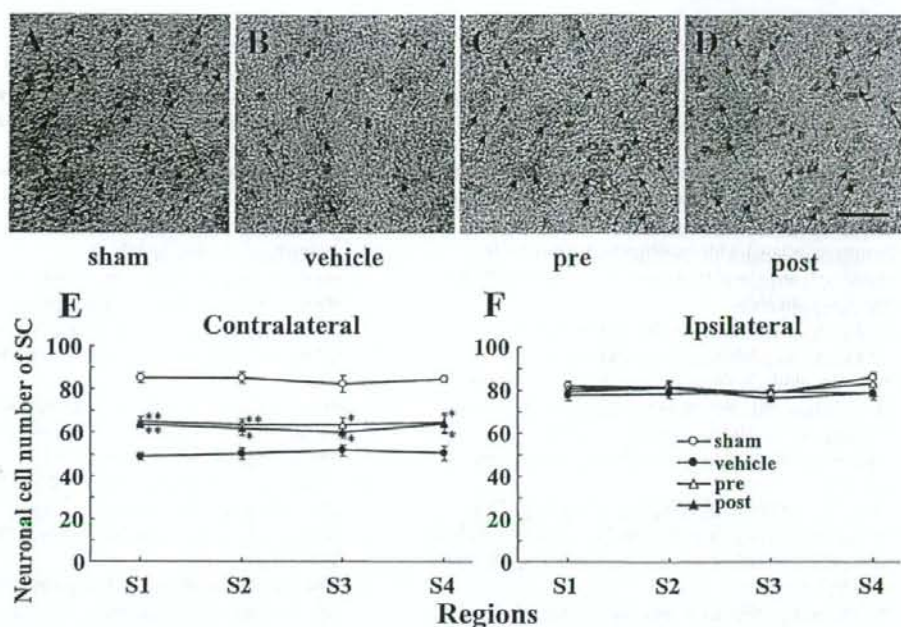 A B C D
sham vehicle pre post
E Contralateral
F Ipsilateral
Neuronal cell number of SC
100
80
60
40
20
0
** ** * *
** * ** *
S1 S2 S3 S4
100
80
60
40
20
0
sham
vehicle
pre
post
S1 S2 S3 S4
Regions